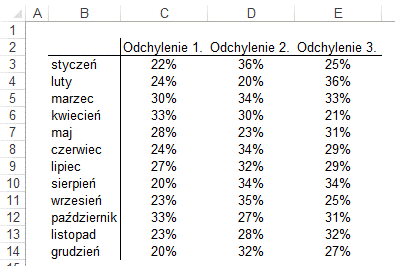 A B C D E
1
2 Odchylenie 1. Odchylenie 2. Odchylenie 3.
3 styczeń 22% 36% 25%
4 luty 24% 20% 36%
5 marzec 30% 34% 33%
6 kwiecień 33% 30% 21%
7 maj 28% 23% 31%
8 czerwiec 24% 34% 29%
9 lipiec 27% 32% 29%
10 sierpień 20% 34% 34%
11 wrzesień 23% 35% 25%
12 październik 33% 27% 31%
13 listopad 23% 28% 32%
14 grudzień 20% 32% 27%